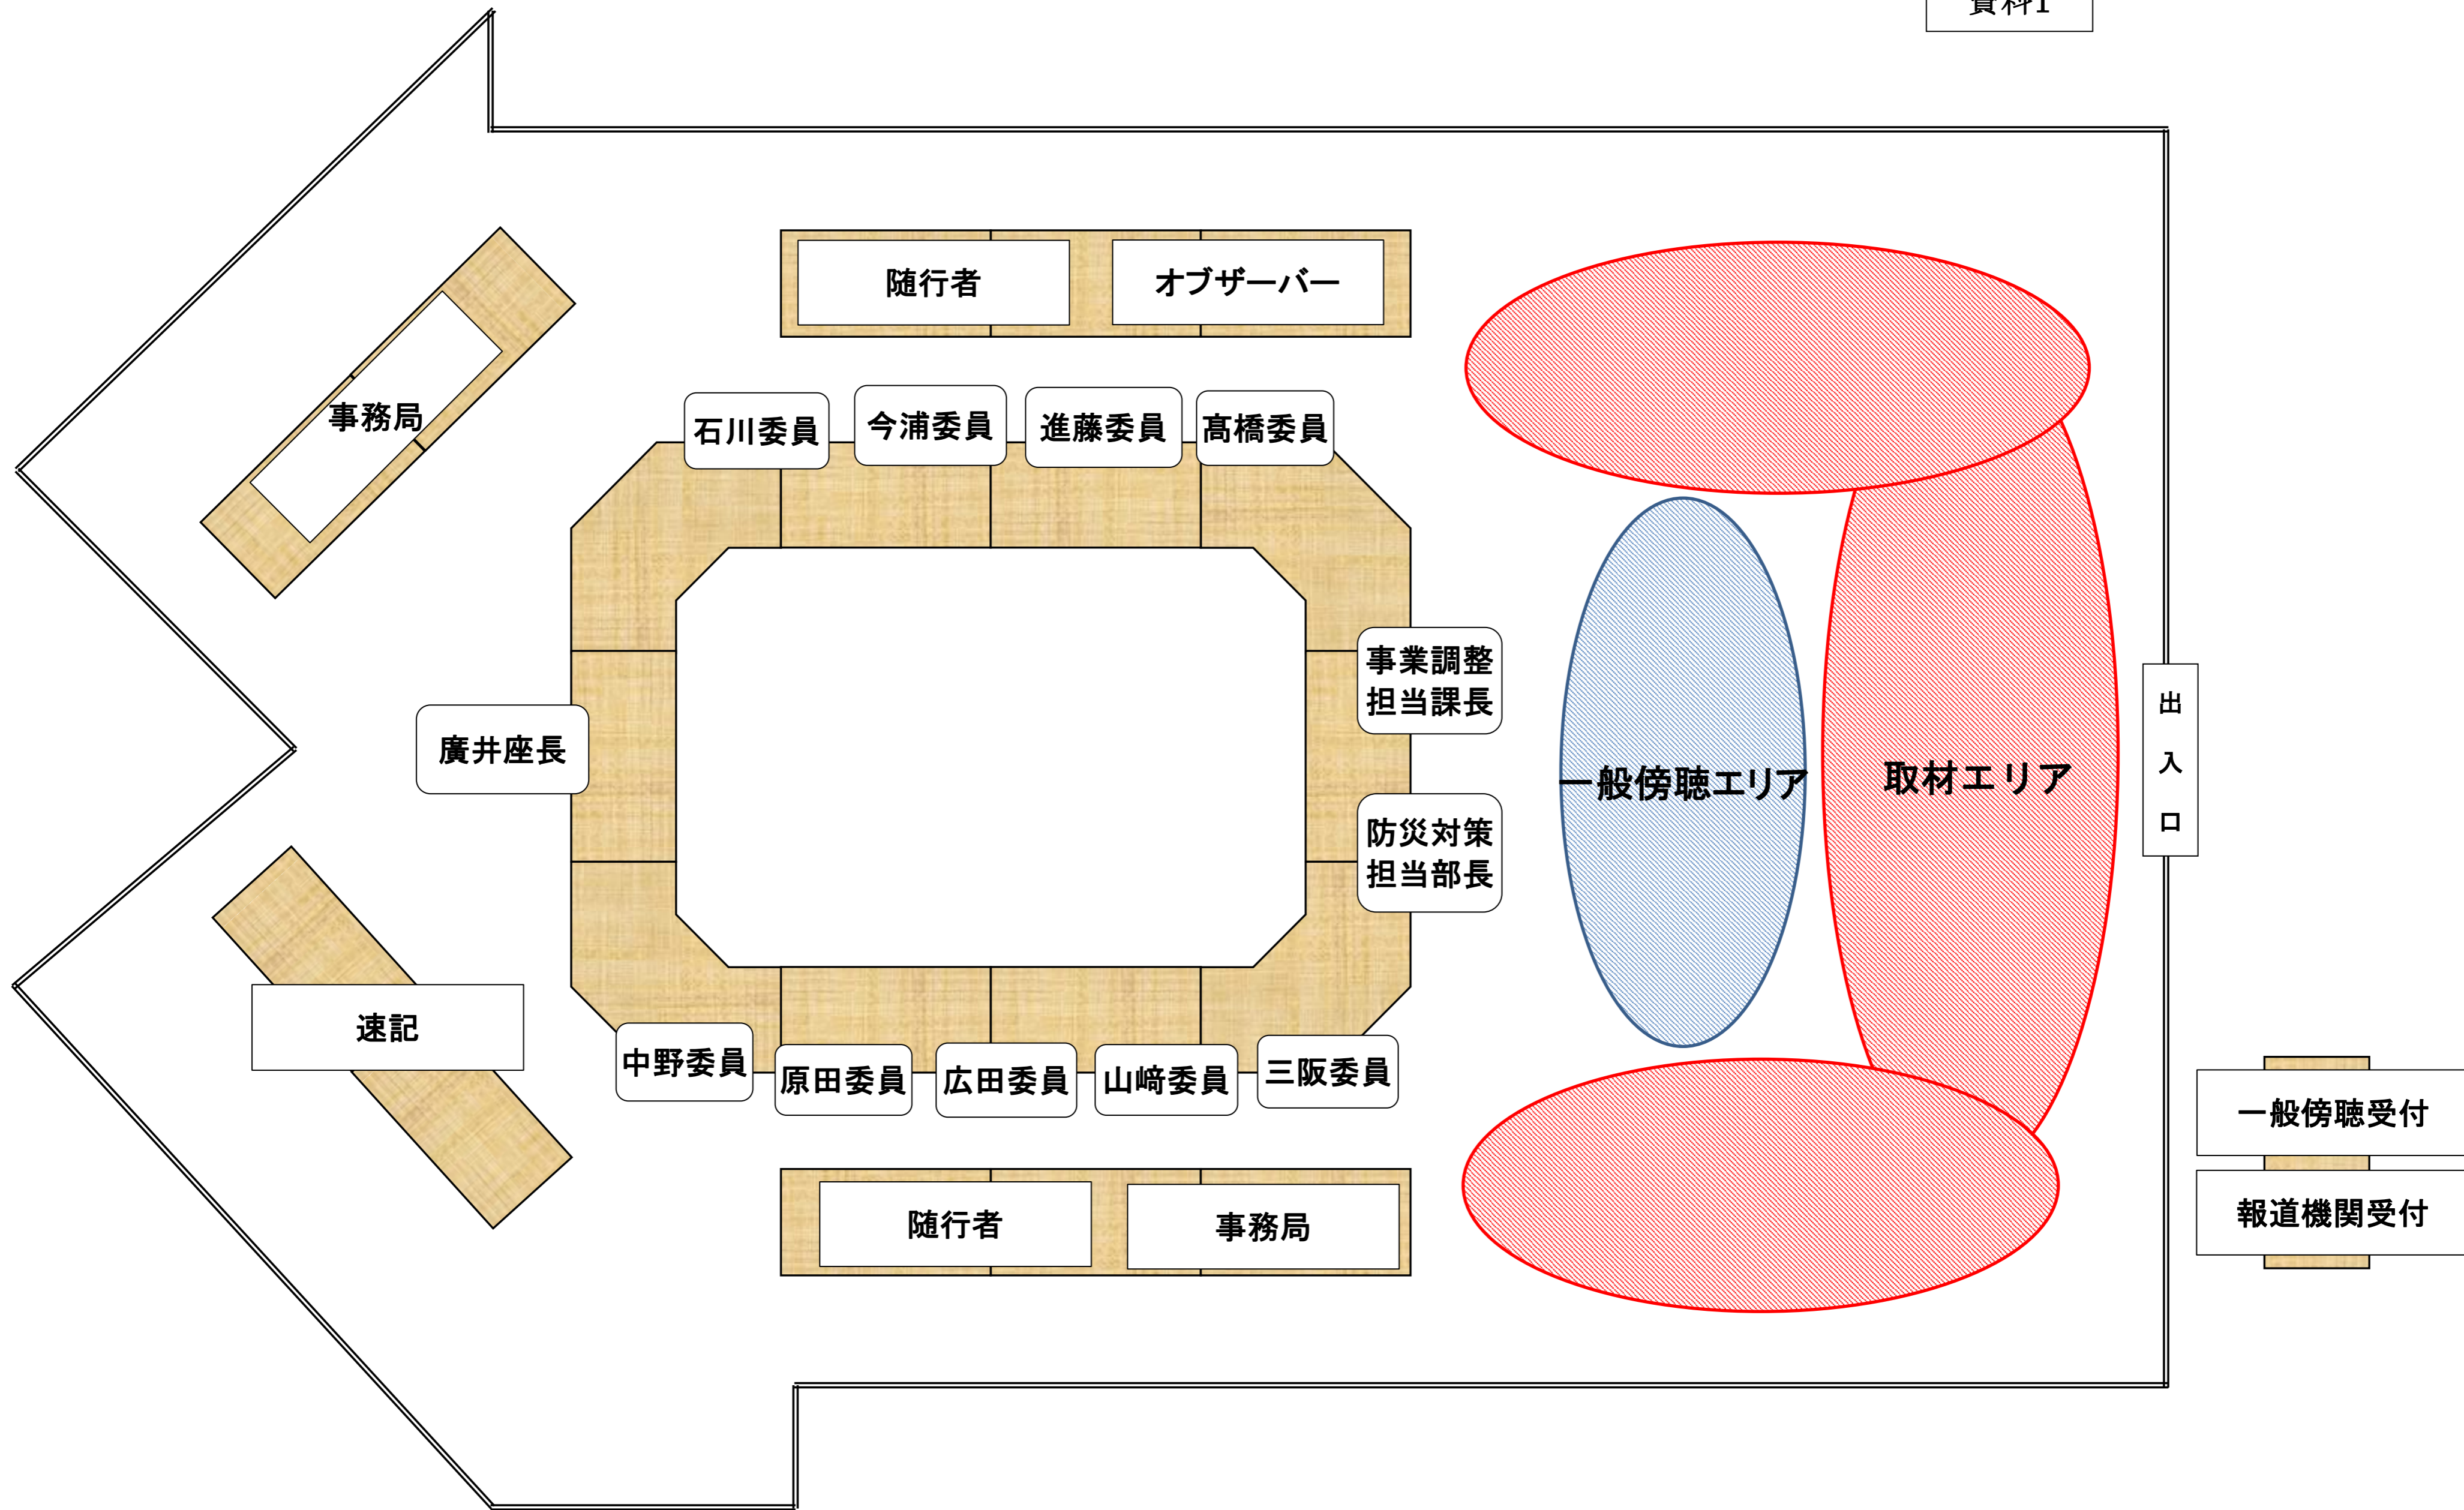 資料1
随行者
オブザーバー
事務局
石川委員
今浦委員
進藤委員
髙橋委員
事業調整
担当課長
廣井座長
一般傍聴エリア
取材エリア
出入口
防災対策
担当部長
速記
中野委員
原田委員
広田委員
山﨑委員
三阪委員
一般傍聴受付
随行者
事務局
報道機関受付